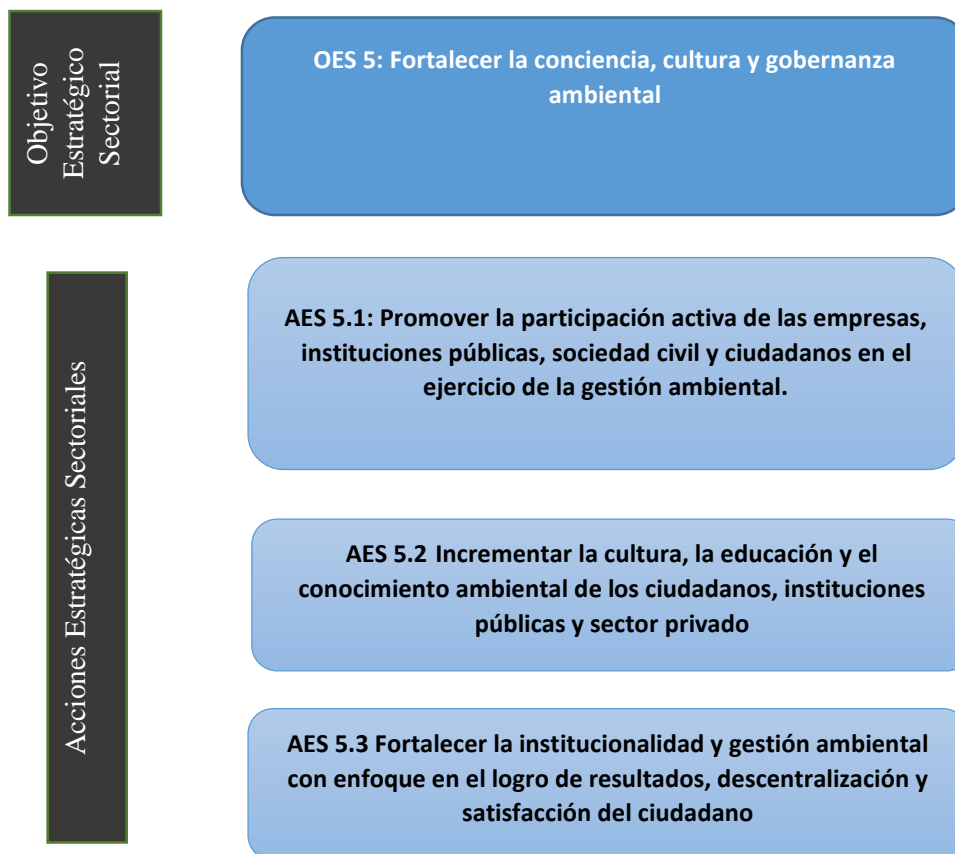 Objetivo
Estratégico
Sectorial
OES 5: Fortalecer la conciencia, cultura y gobernanza
ambiental
Acciones Estratégicas Sectoriales
AES 5.1: Promover la participación activa de las empresas,
instituciones públicas, sociedad civil y ciudadanos en el
ejercicio de la gestión ambiental.
AES 5.2 Incrementar la cultura, la educación y el
conocimiento ambiental de los ciudadanos, instituciones
públicas y sector privado
AES 5.3 Fortalecer la institucionalidad y gestión ambiental
con enfoque en el logro de resultados, descentralización y
satisfacción del ciudadano